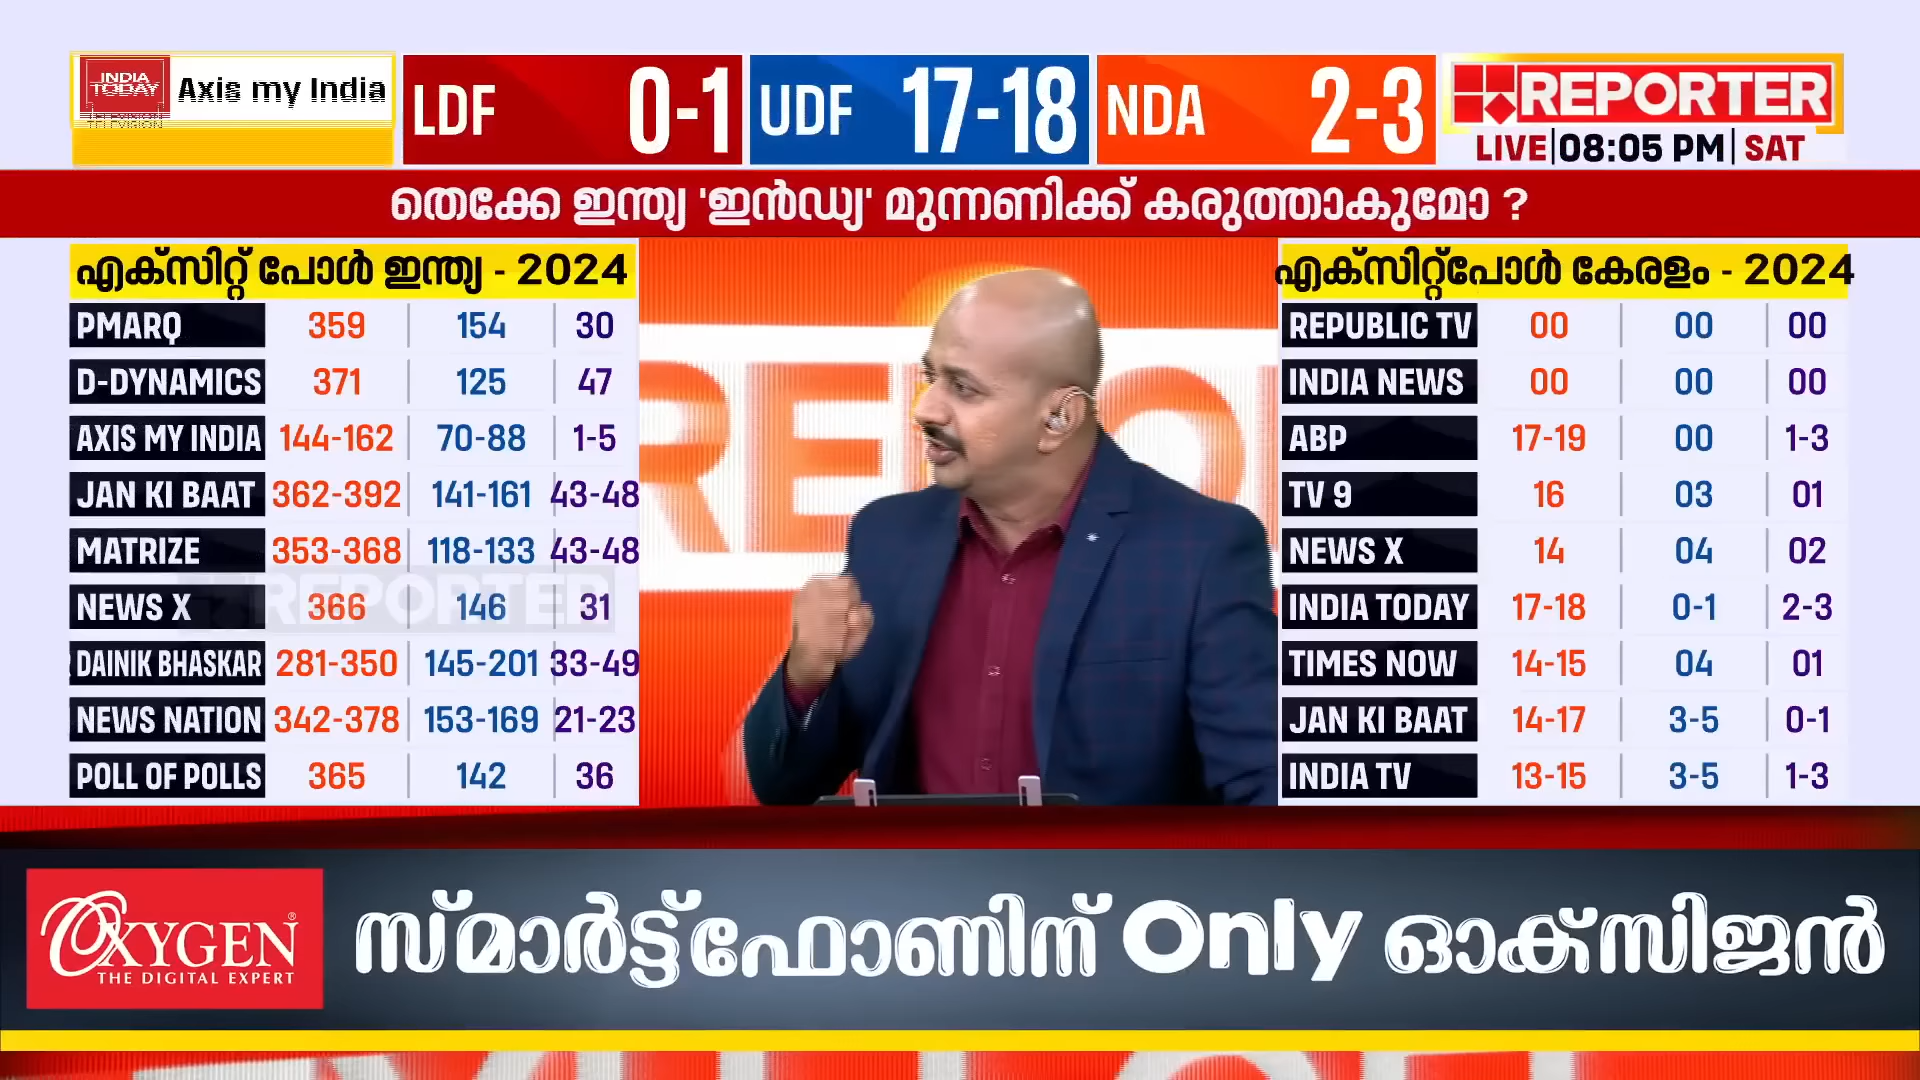 INDIA TODAY TELEVISION
Axis my India
LDF 0-1
UDF 17-18
NDA 2-3
REPORTER
LIVE 08:05 PM SAT
തെക്കേ ഇന്ത്യ 'ഇൻഡ്യ' മുന്നണിക്ക് കരുത്താകുമോ ?
എക്സിറ്റ് പോൾ ഇന്ത്യ - 2024
PMARQ 359 154 30
D-DYNAMICS 371 125 47
AXIS MY INDIA 144-162 70-88 1-5
JAN KI BAAT 362-392 141-161 43-48
MATRIZE 353-368 118-133 43-48
NEWS X 366 146 31
DAINIK BHASKAR 281-350 145-201 33-49
NEWS NATION 342-378 153-169 21-23
POLL OF POLLS 365 142 36
REPORTER
എക്സിറ്റ്പോൾ കേരളം - 2024
REPUBLIC TV 00 00 00
INDIA NEWS 00 00 00
ABP 17-19 00 1-3
TV 9 16 03 01
NEWS X 14 04 02
INDIA TODAY 17-18 0-1 2-3
TIMES NOW 14-15 04 01
JAN KI BAAT 14-17 3-5 0-1
INDIA TV 13-15 3-5 1-3
OXYGEN®
THE DIGITAL EXPERT
സ്മാർട്ട്ഫോണിന് Only ഓക്സിജൻ